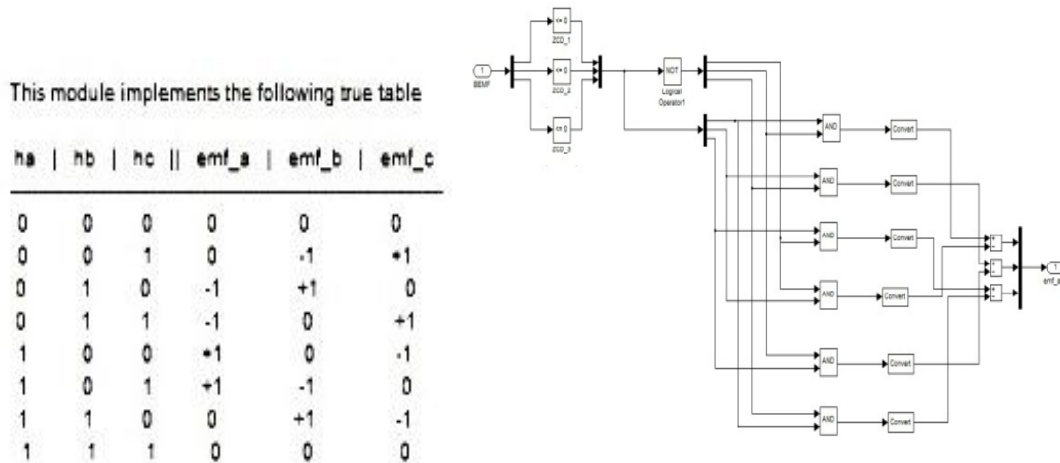 This module implements the following true table
ha | hb | hc || emf_a | emf_b | emf_c
0 0 0 0 0 0
0 0 1 0 -1 +1
0 1 0 -1 +1 0
0 1 1 -1 0 +1
1 0 0 +1 0 -1
1 0 1 +1 -1 0
1 1 0 0 +1 -1
1 1 1 0 0 0
<= 0
ZCD_1
1
BEMF
<= 0
ZCD_2
<= 0
ZCD_3
NOT
Logical
Operator1
AND
Convert
AND
Convert
AND
Convert
AND
Convert
AND
Convert
AND
Convert
+
−
+
−
+
−
1